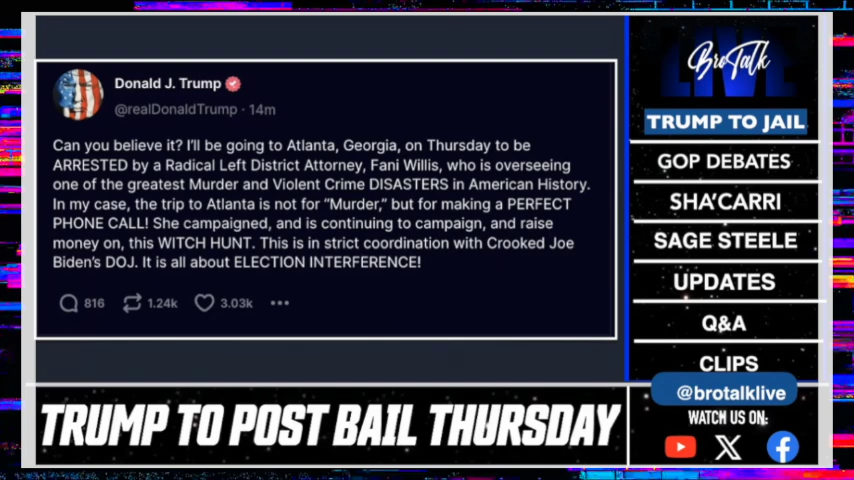 Donald J. Trump
@realDonaldTrump · 14m
Can you believe it? I'll be going to Atlanta, Georgia, on Thursday to be
ARRESTED by a Radical Left District Attorney, Fani Willis, who is overseeing
one of the greatest Murder and Violent Crime DISASTERS in American History.
In my case, the trip to Atlanta is not for “Murder,” but for making a PERFECT
PHONE CALL! She campaigned, and is continuing to campaign, and raise
money on, this WITCH HUNT. This is in strict coordination with Crooked Joe
Biden's DOJ. It is all about ELECTION INTERFERENCE!
816 1.24k 3.03k
TRUMP TO POST BAIL THURSDAY
BroTalk
LIVE
TRUMP TO JAIL
GOP DEBATES
SHA'CARRI
SAGE STEELE
UPDATES
Q&A
CLIPS
@brotalklive
WATCH US ON: